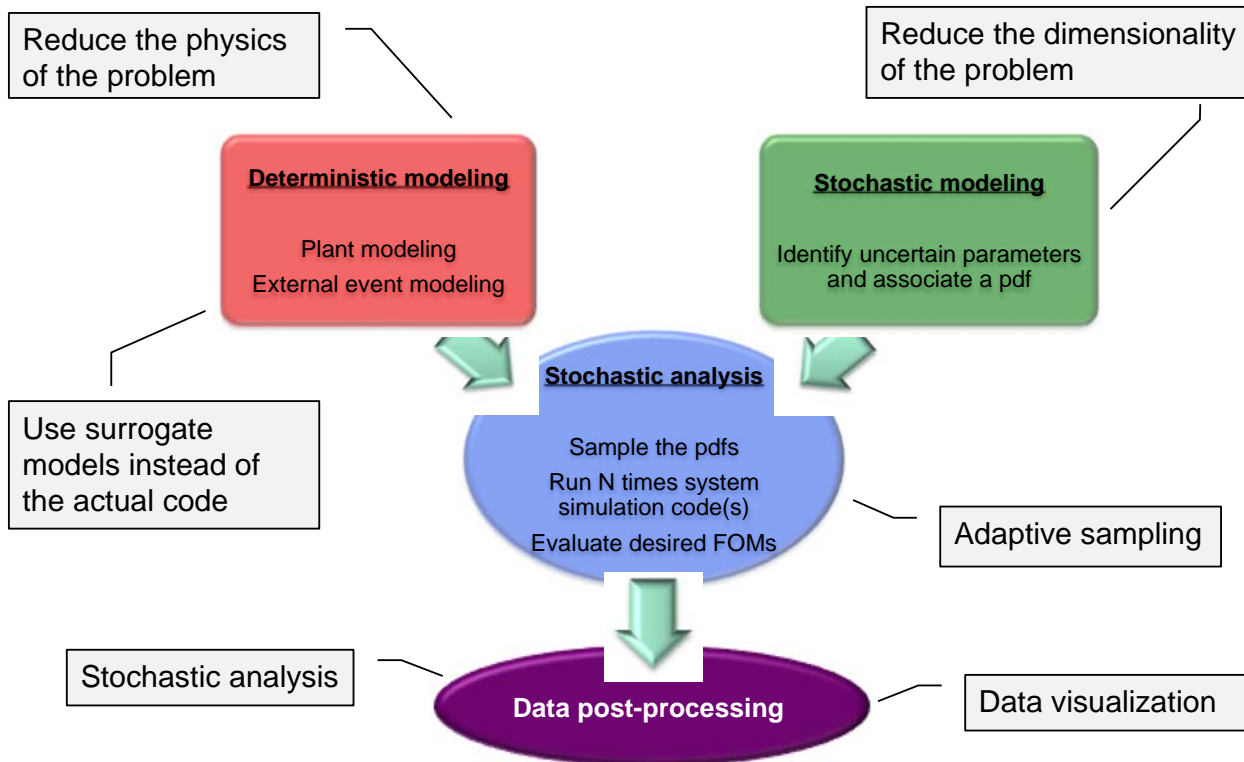 Reduce the physics
of the problem
Reduce the dimensionality
of the problem
Deterministic modeling
Plant modeling
External event modeling
Stochastic modeling
Identify uncertain parameters
and associate a pdf
Use surrogate
models instead of
the actual code
Stochastic analysis
Sample the pdfs
Run N times system
simulation code(s)
Evaluate desired FOMs
Adaptive sampling
Stochastic analysis
Data post-processing
Data visualization